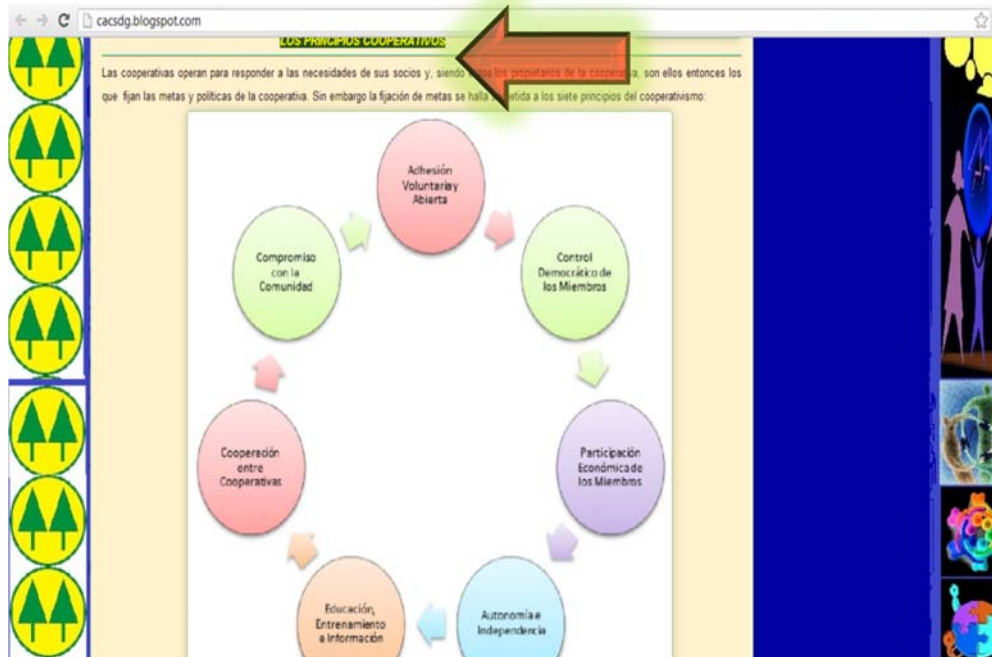 cacsdg.blogspot.com
LOS PRINCIPIOS COOPERATIVOS
Las cooperativas operan para responder a las necesidades de sus socios y, siendo estos los propietarios de la cooperativa, son ellos entonces los
que fijan las metas y políticas de la cooperativa. Sin embargo la fijación de metas se halla sometida a los siete principios del cooperativismo:
Adhesión
Voluntaria y
Abierta
Control
Democrático de
los Miembros
Participación
Económica de
los Miembros
Autonomía e
Independencia
Educación,
Entrenamiento
e Información
Cooperación
entre
Cooperativas
Compromiso
con la
Comunidad